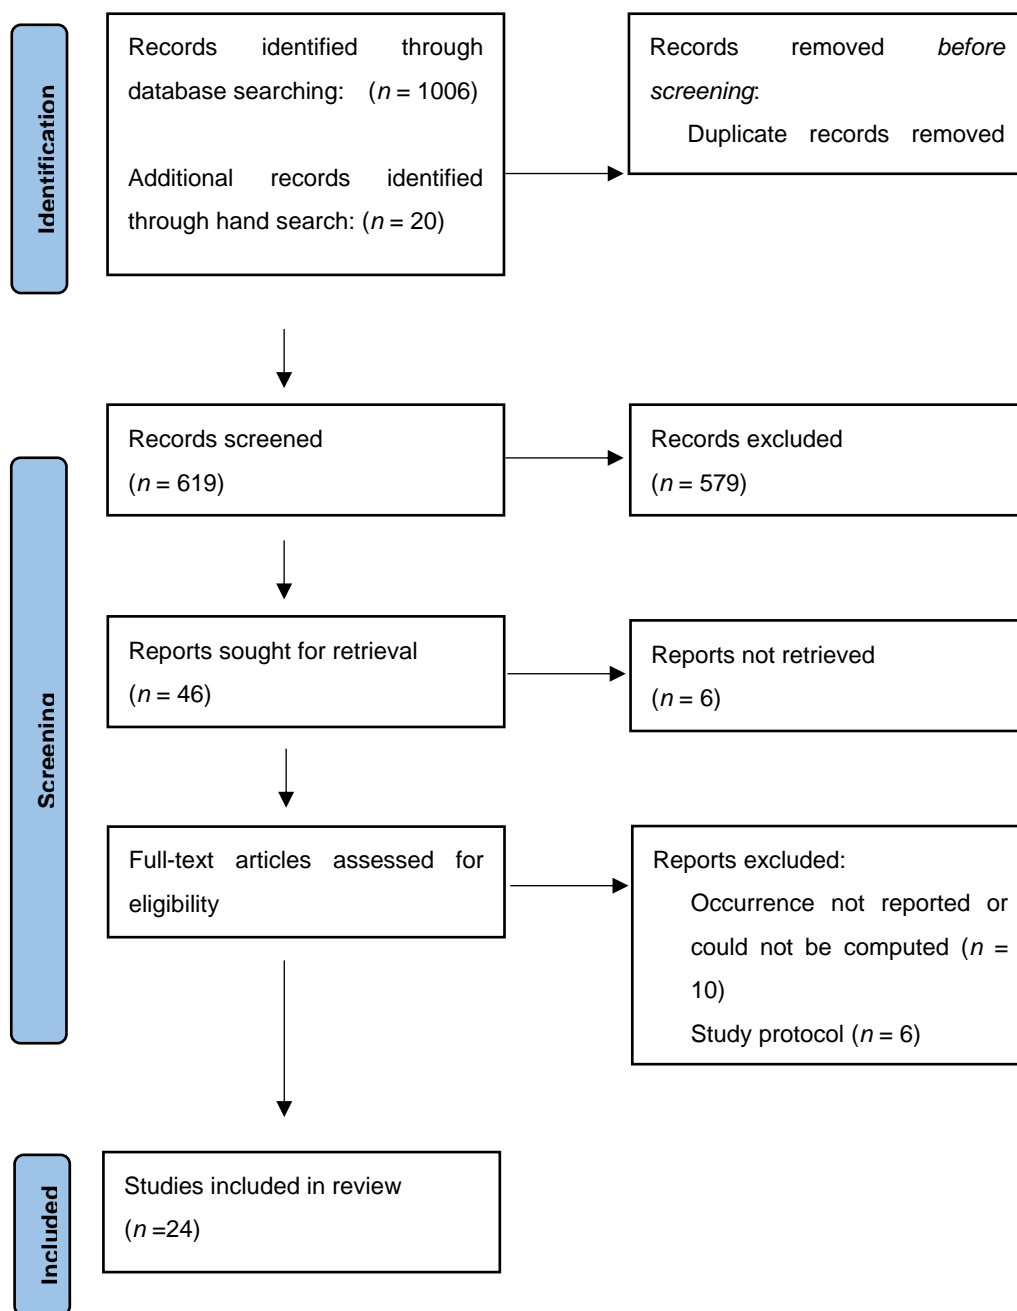 Identification
Records identified through
database searching: (n = 1006)
Additional records identified
through hand search: (n = 20)
Records removed before
screening:
Duplicate records removed
Screening
Records screened
(n = 619)
Records excluded
(n = 579)
Reports sought for retrieval
(n = 46)
Reports not retrieved
(n = 6)
Full-text articles assessed for
eligibility
Reports excluded:
Occurrence not reported or
could not be computed (n =
10)
Study protocol (n = 6)
Included
Studies included in review
(n =24)